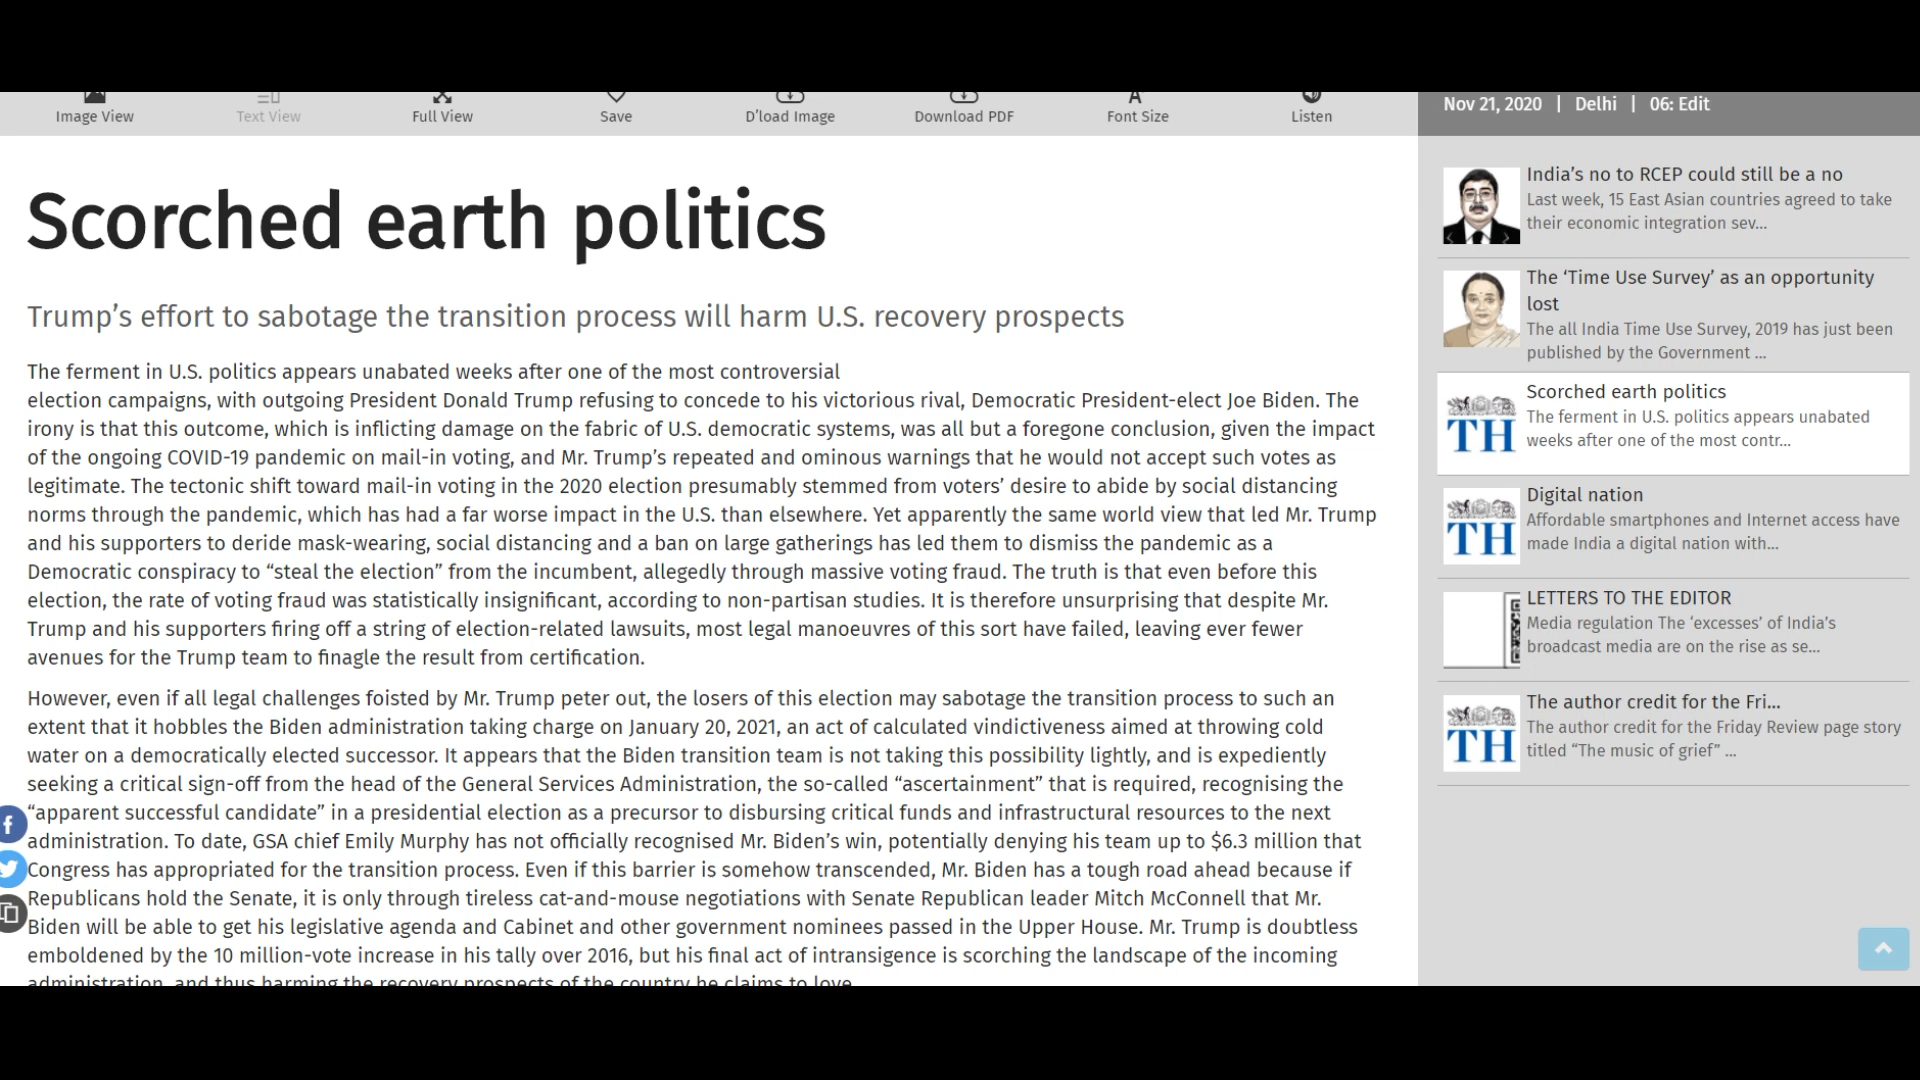 Image View
Text View
Full View
Save
D'load Image
Download PDF
Font Size
Listen
Nov 21, 2020 | Delhi | 06: Edit
Scorched earth politics
Trump’s effort to sabotage the transition process will harm U.S. recovery prospects
The ferment in U.S. politics appears unabated weeks after one of the most controversial
election campaigns, with outgoing President Donald Trump refusing to concede to his victorious rival, Democratic President-elect Joe Biden. The
irony is that this outcome, which is inflicting damage on the fabric of U.S. democratic systems, was all but a foregone conclusion, given the impact
of the ongoing COVID-19 pandemic on mail-in voting, and Mr. Trump’s repeated and ominous warnings that he would not accept such votes as
legitimate. The tectonic shift toward mail-in voting in the 2020 election presumably stemmed from voters’ desire to abide by social distancing
norms through the pandemic, which has had a far worse impact in the U.S. than elsewhere. Yet apparently the same world view that led Mr. Trump
and his supporters to deride mask-wearing, social distancing and a ban on large gatherings has led them to dismiss the pandemic as a
Democratic conspiracy to “steal the election” from the incumbent, allegedly through massive voting fraud. The truth is that even before this
election, the rate of voting fraud was statistically insignificant, according to non-partisan studies. It is therefore unsurprising that despite Mr.
Trump and his supporters firing off a string of election-related lawsuits, most legal manoeuvres of this sort have failed, leaving ever fewer
avenues for the Trump team to finagle the result from certification.
However, even if all legal challenges foisted by Mr. Trump peter out, the losers of this election may sabotage the transition process to such an
extent that it hobbles the Biden administration taking charge on January 20, 2021, an act of calculated vindictiveness aimed at throwing cold
water on a democratically elected successor. It appears that the Biden transition team is not taking this possibility lightly, and is expediently
seeking a critical sign-off from the head of the General Services Administration, the so-called “ascertainment” that is required, recognising the
“apparent successful candidate” in a presidential election as a precursor to disbursing critical funds and infrastructural resources to the next
administration. To date, GSA chief Emily Murphy has not officially recognised Mr. Biden’s win, potentially denying his team up to $6.3 million that
Congress has appropriated for the transition process. Even if this barrier is somehow transcended, Mr. Biden has a tough road ahead because if
Republicans hold the Senate, it is only through tireless cat-and-mouse negotiations with Senate Republican leader Mitch McConnell that Mr.
Biden will be able to get his legislative agenda and Cabinet and other government nominees passed in the Upper House. Mr. Trump is doubtless
emboldened by the 10 million-vote increase in his tally over 2016, but his final act of intransigence is scorching the landscape of the incoming
administration, and thus harming the recovery prospects of the country he claims to love.
India’s no to RCEP could still be a no
Last week, 15 East Asian countries agreed to take
their economic integration sev...
The ‘Time Use Survey’ as an opportunity
lost
The all India Time Use Survey, 2019 has just been
published by the Government ...
TH
Scorched earth politics
The ferment in U.S. politics appears unabated
weeks after one of the most contr...
TH
Digital nation
Affordable smartphones and Internet access have
made India a digital nation with...
LETTERS TO THE EDITOR
Media regulation The ‘excesses’ of India’s
broadcast media are on the rise as se...
TH
The author credit for the Fri...
The author credit for the Friday Review page story
titled “The music of grief” ...